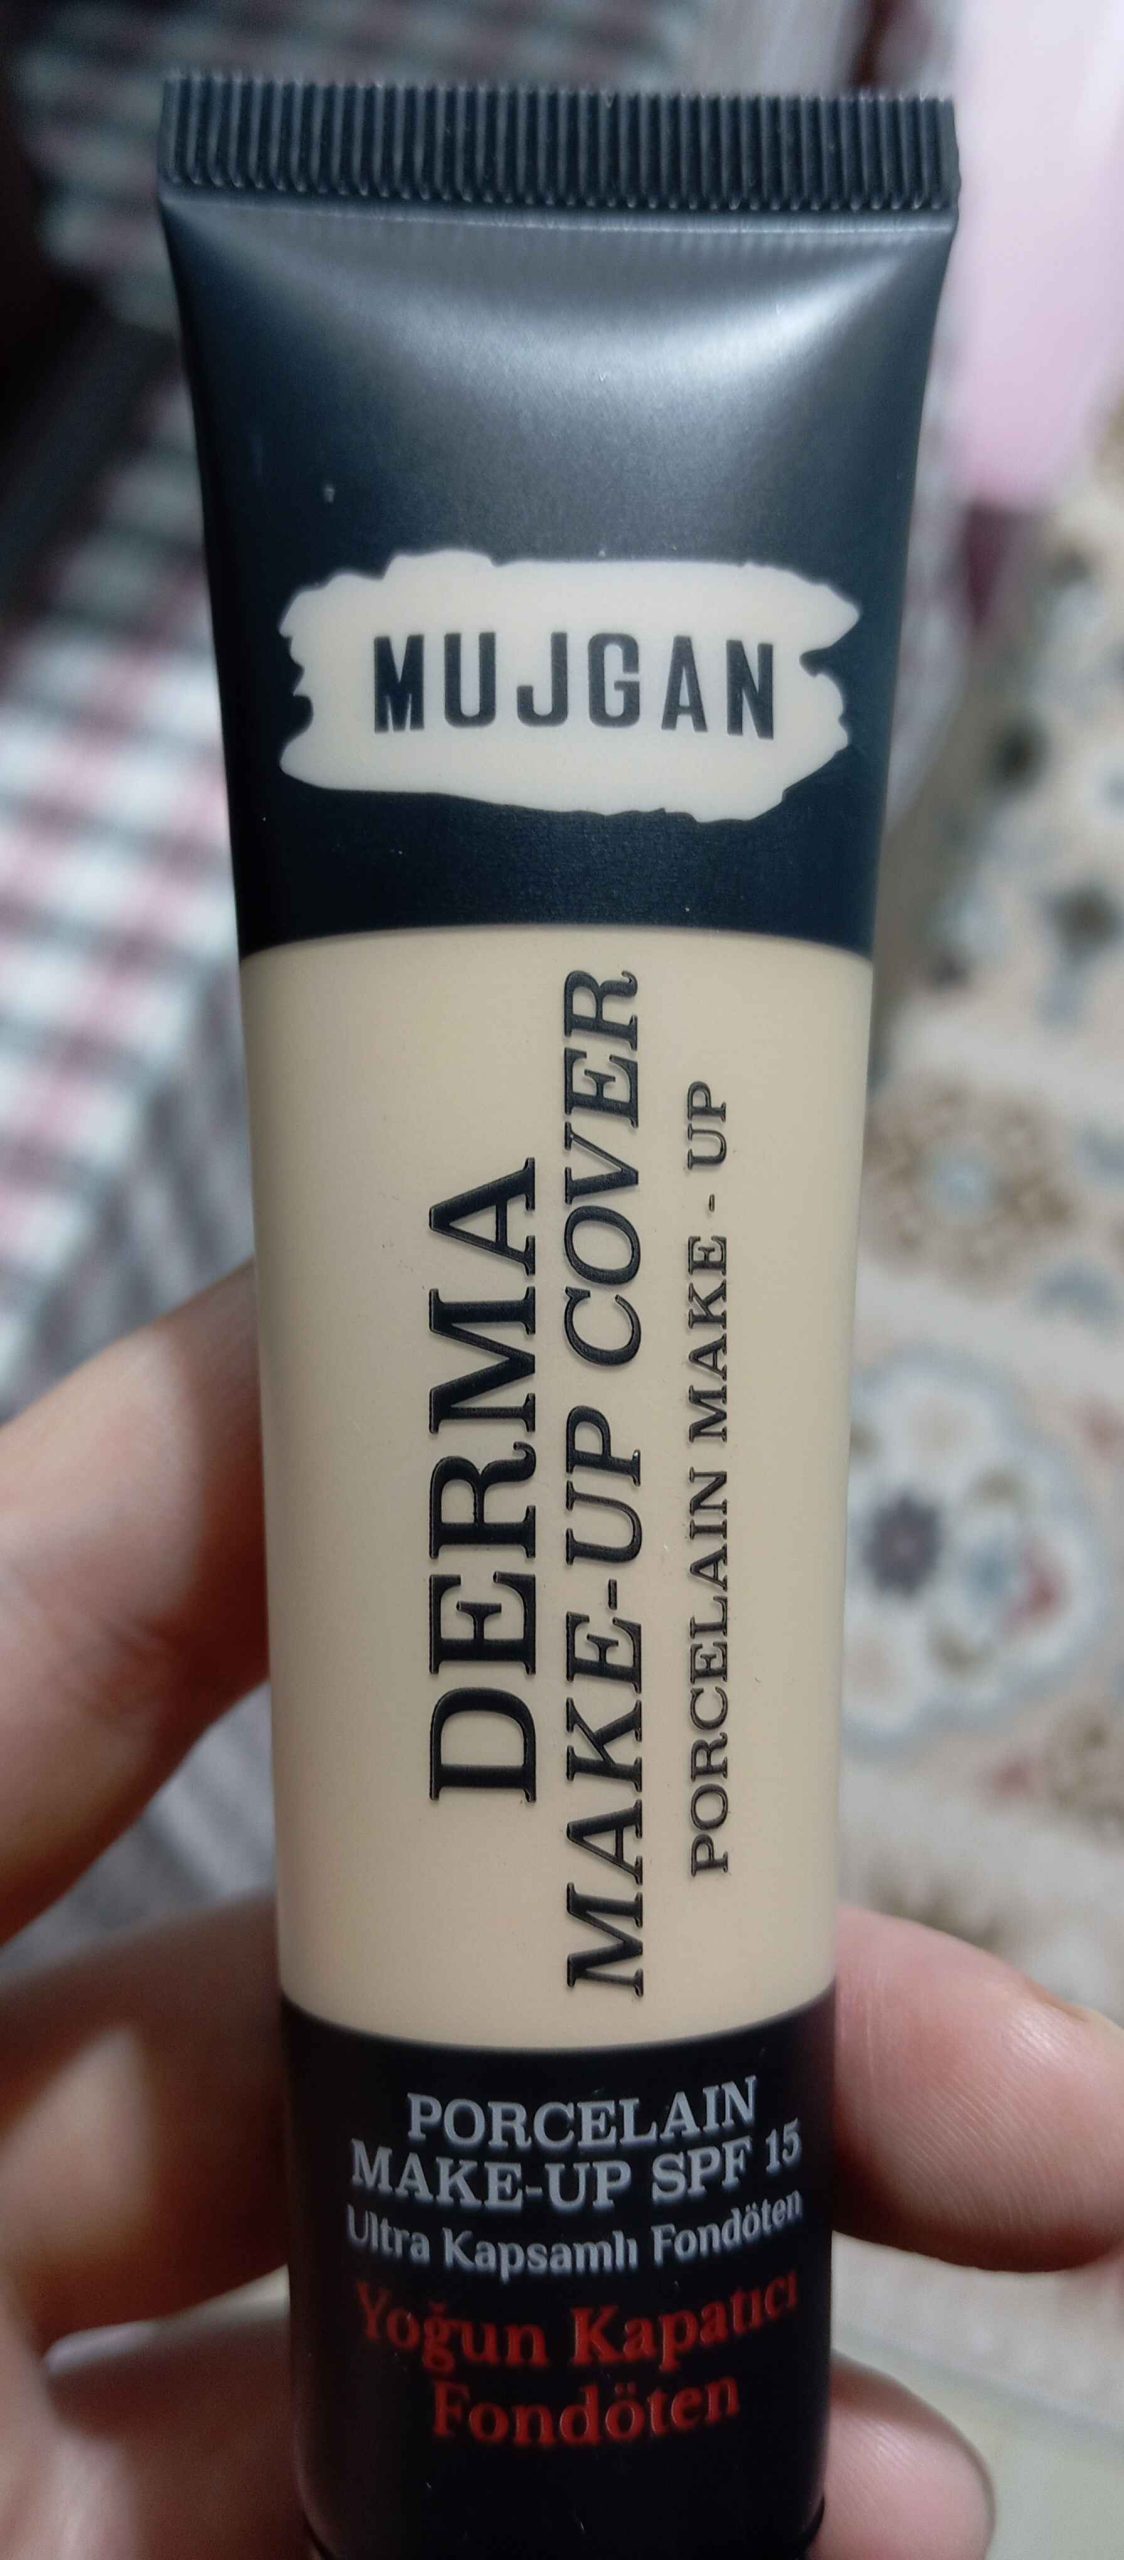 MUJGAN
DERMA
MAKE-UP COVER
PORCELAIN MAKE - UP
PORCELAIN
MAKE-UP SPF 15
Ultra Kapsamlı Fondöten
Yoğun Kapatıcı
Fondöten